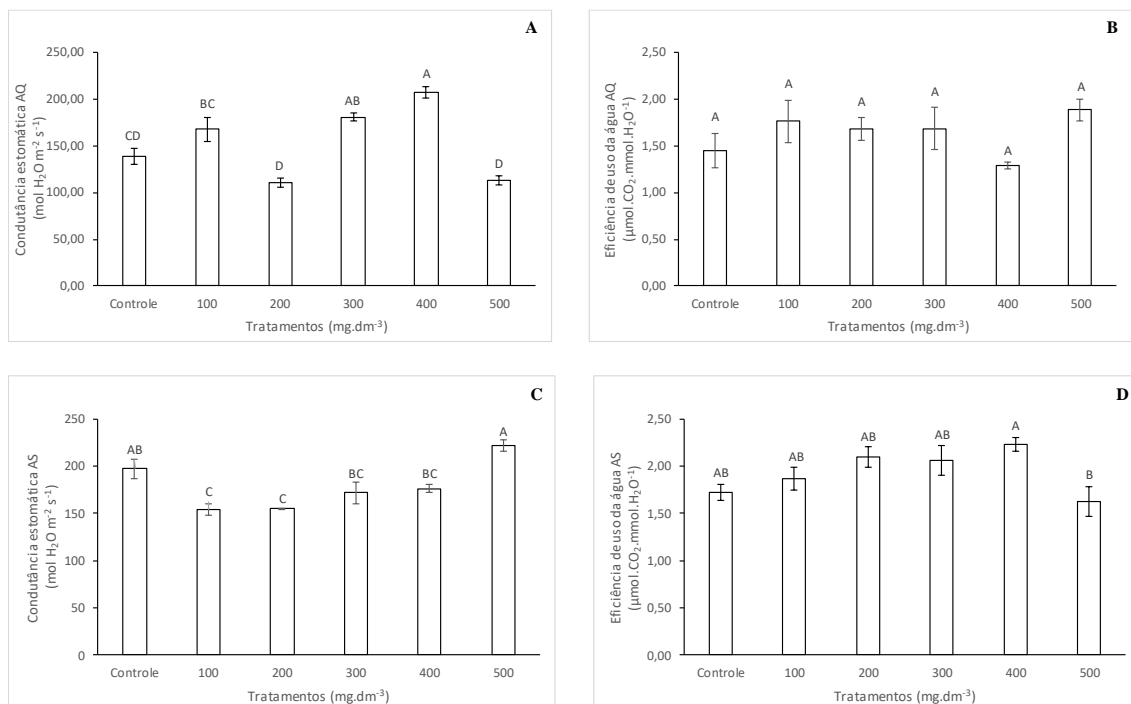 A
Condutância estomática AQ
(mol H₂O m⁻² s⁻¹)
250,00
200,00
150,00
100,00
50,00
0,00
CD
BC
D
AB
A
D
Controle 100 200 300 400 500
Tratamentos (mg.dm⁻³)
B
Eficiência de uso da água AQ
(µmol.CO₂.mmol.H₂O⁻¹)
2,50
2,00
1,50
1,00
0,50
0,00
A
A
A
A
A
A
Controle 100 200 300 400 500
Tratamentos (mg.dm⁻³)
C
Condutância estomática AS
(mol H₂O m⁻² s⁻¹)
250
200
150
100
50
0
AB
C
C
BC
BC
A
Controle 100 200 300 400 500
Tratamentos (mg.dm⁻³)
D
Eficiência de uso da água AS
(µmol.CO₂.mmol.H₂O⁻¹)
2,50
2,00
1,50
1,00
0,50
0,00
AB
AB
AB
AB
A
B
Controle 100 200 300 400 500
Tratamentos (mg.dm⁻³)